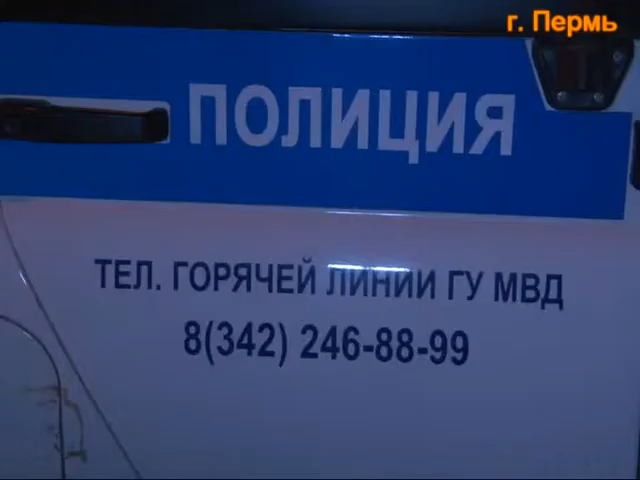 г. Пермь
ПОЛИЦИЯ
ТЕЛ. ГОРЯЧЕЙ ЛИНИИ ГУ МВД
8(342) 246-88-99